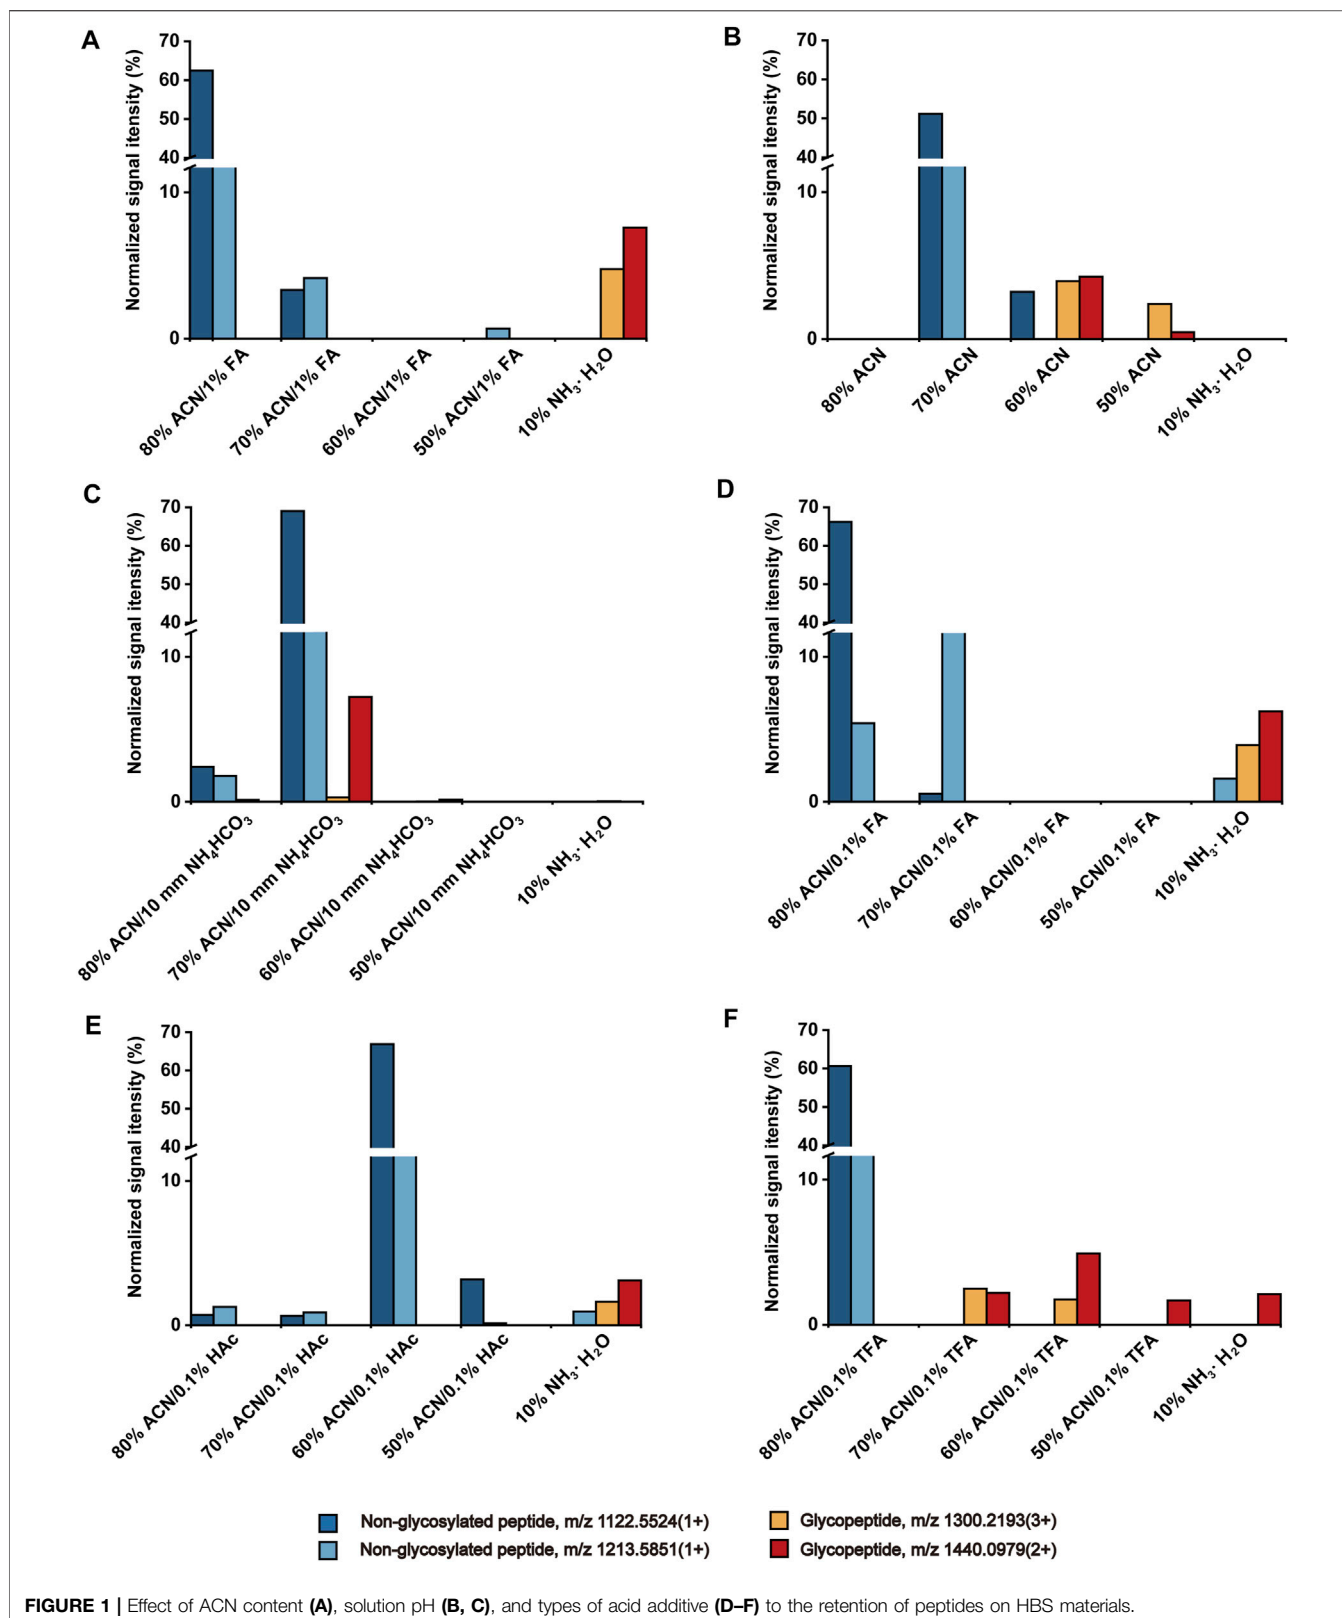 A
Normalized signal itensity (%)
70
60
50
40
10
0
80% ACN/1% FA
70% ACN/1% FA
60% ACN/1% FA
50% ACN/1% FA
10% NH₃· H₂O
B
Normalized signal itensity (%)
70
60
50
40
10
0
80% ACN
70% ACN
60% ACN
50% ACN
10% NH₃· H₂O
C
Normalized signal itensity (%)
70
60
50
40
10
0
80% ACN/10 mm NH₄HCO₃
70% ACN/10 mm NH₄HCO₃
60% ACN/10 mm NH₄HCO₃
50% ACN/10 mm NH₄HCO₃
10% NH₃· H₂O
D
Normalized signal itensity (%)
70
60
50
40
10
0
80% ACN/0.1% FA
70% ACN/0.1% FA
60% ACN/0.1% FA
50% ACN/0.1% FA
10% NH₃· H₂O
E
Normalized signal itensity (%)
70
60
50
40
10
0
80% ACN/0.1% HAc
70% ACN/0.1% HAc
60% ACN/0.1% HAc
50% ACN/0.1% HAc
10% NH₃· H₂O
F
Normalized signal itensity (%)
70
60
50
40
10
0
80% ACN/0.1% TFA
70% ACN/0.1% TFA
60% ACN/0.1% TFA
50% ACN/0.1% TFA
10% NH₃· H₂O
Non-glycosylated peptide, m/z 1122.5524(1+)
Non-glycosylated peptide, m/z 1213.5851(1+)
Glycopeptide, m/z 1300.2193(3+)
Glycopeptide, m/z 1440.0979(2+)
FIGURE 1 | Effect of ACN content (A), solution pH (B, C), and types of acid additive (D–F) to the retention of peptides on HBS materials.